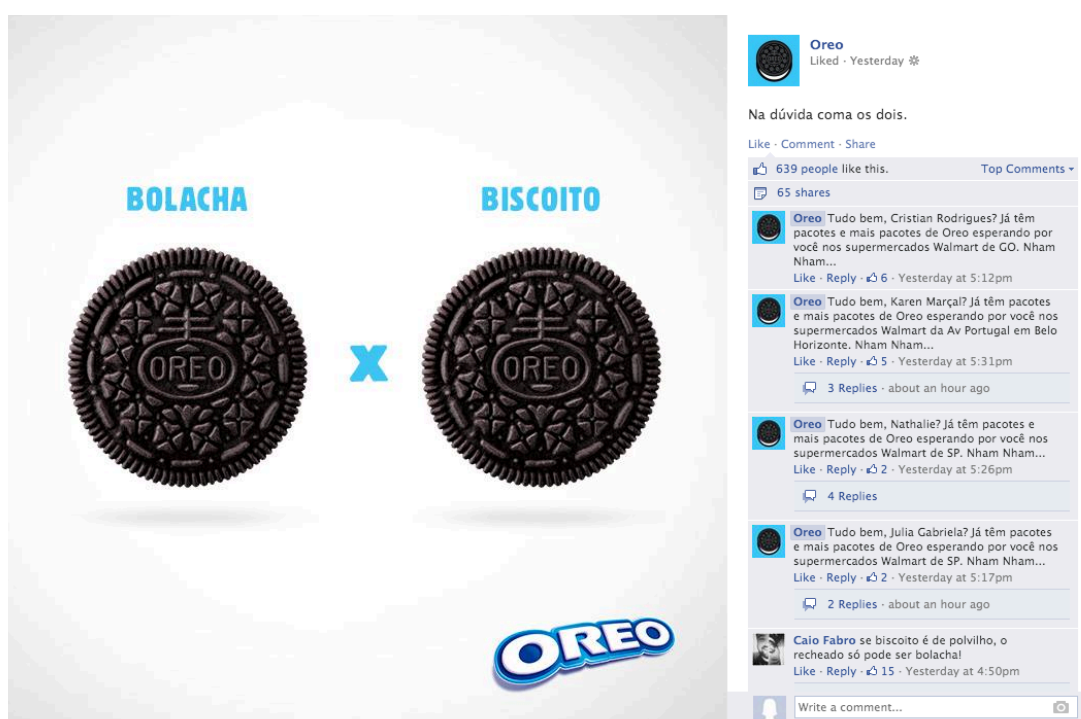 BOLACHA
BISCOITO
OREO
X
OREO
OREO
Oreo
Liked · Yesterday
Na dúvida coma os dois.
Like · Comment · Share
639 people like this.
Top Comments
65 shares
Oreo Tudo bem, Cristian Rodrigues? Já têm
pacotes e mais pacotes de Oreo esperando por
você nos supermercados Walmart de GO. Nham
Nham...
Like · Reply · 6 · Yesterday at 5:12pm
Oreo Tudo bem, Karen Marçal? Já têm pacotes
e mais pacotes de Oreo esperando por você nos
supermercados Walmart da Av Portugal em Belo
Horizonte. Nham Nham...
Like · Reply · 5 · Yesterday at 5:31pm
3 Replies · about an hour ago
Oreo Tudo bem, Nathalie? Já têm pacotes e
mais pacotes de Oreo esperando por você nos
supermercados Walmart de SP. Nham Nham...
Like · Reply · 2 · Yesterday at 5:26pm
4 Replies
Oreo Tudo bem, Julia Gabriela? Já têm pacotes
e mais pacotes de Oreo esperando por você nos
supermercados Walmart de SP. Nham Nham...
Like · Reply · 2 · Yesterday at 5:17pm
2 Replies · about an hour ago
Caio Fabro se biscoito é de polvilho, o
recheado só pode ser bolacha!
Like · Reply · 15 · Yesterday at 4:50pm
Write a comment...